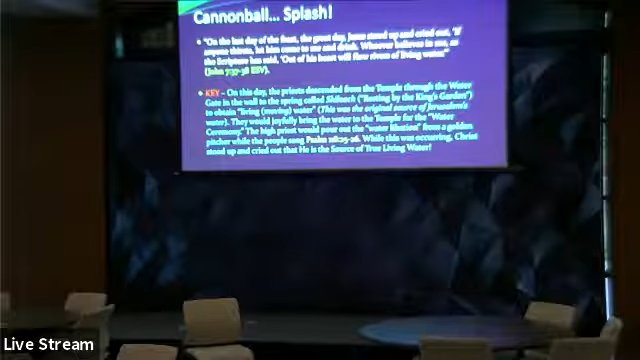 Cannonball... Splash!
"On the last day of the feast, the great day, Jesus stood up and cried out, 'If
anyone thirsts, let him come to me and drink. Whoever believes in me, as
the Scripture has said, 'Out of his heart will flow rivers of living water.'"
(John 7:37-38 ESV).
KEY – On this day, the priests descended from the Temple through the Water
Gate in the wall to the spring called ("Resting by the King's Garden")
to obtain "living (moving) water" (This was the original source of Jerusalem's
water). They would joyfully bring the water to the Temple for the "Water
Ceremony." The high priest would pour out the "water libation" from a golden
pitcher while the people sang Psalm 118:25-26. While this was occurring, Christ
stood up and cried out that He is the Source of True Living Water!
Live Stream